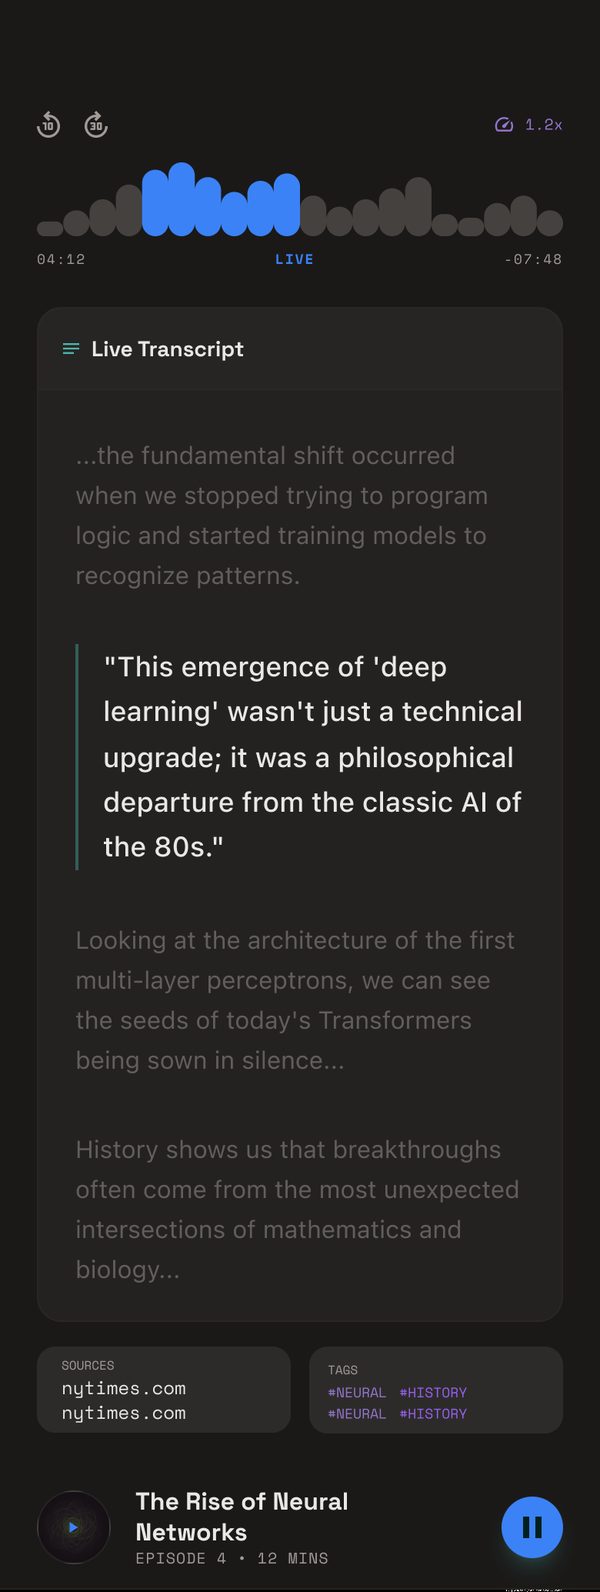 10 30 1.2x
04:12 LIVE -07:48
Live Transcript
...the fundamental shift occurred
when we stopped trying to program
logic and started training models to
recognize patterns.
"This emergence of 'deep
learning' wasn't just a technical
upgrade; it was a philosophical
departure from the classic AI of
the 80s."
Looking at the architecture of the first
multi-layer perceptrons, we can see
the seeds of today's Transformers
being sown in silence...
History shows us that breakthroughs
often come from the most unexpected
intersections of mathematics and
biology...
SOURCES
nytimes.com
nytimes.com
TAGS
#NEURAL #HISTORY
#NEURAL #HISTORY
The Rise of Neural
Networks
EPISODE 4 • 12 MINS